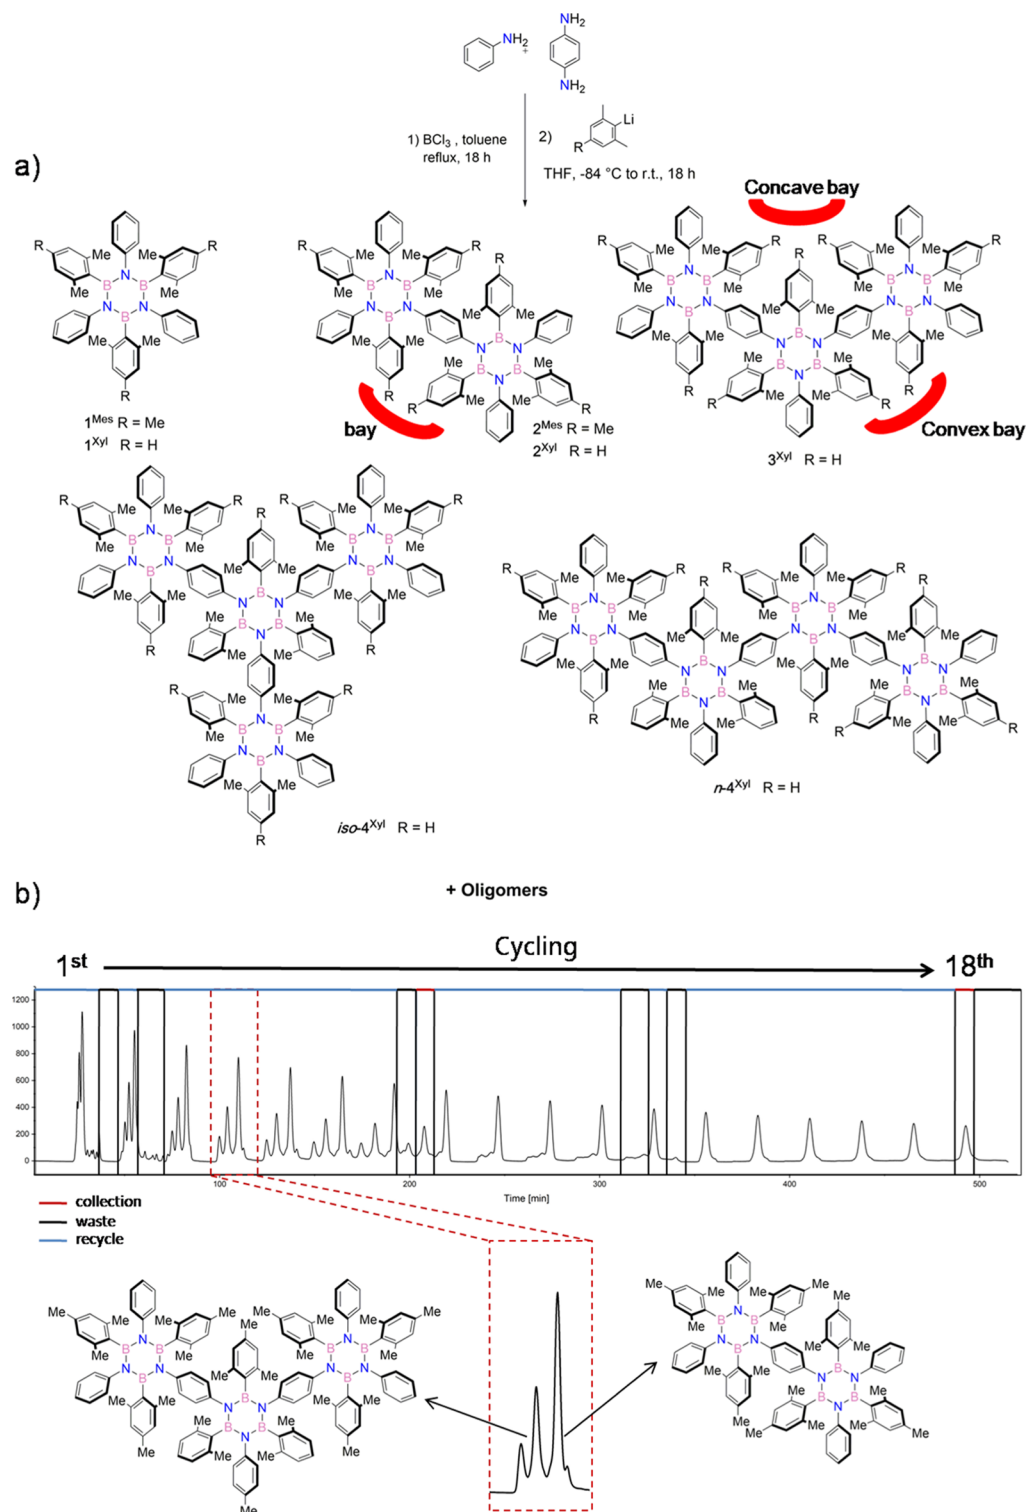 NH2
NH2
+
NH2
1) BCl3 , toluene
reflux, 18 h
2)
Li
R
THF, -84 °C to r.t., 18 h
a)
Concave bay
bay
Convex bay
1Mes R = Me
1Xyl R = H
2Mes R = Me
2Xyl R = H
3Xyl R = H
iso-4Xyl R = H
n-4Xyl R = H
b)
+ Oligomers
Cycling
1st
18th
1200
1000
800
600
400
200
0
100
200
300
400
500
Time [min]
collection
waste
recycle